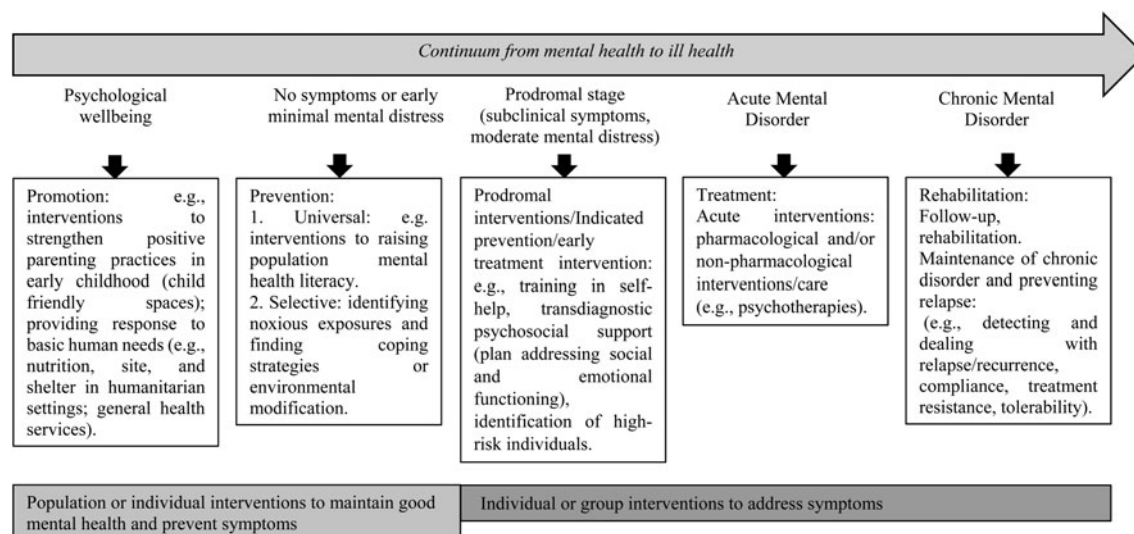 Continuum from mental health to ill health
Psychological
wellbeing
No symptoms or early
minimal mental distress
Prodromal stage
(subclinical symptoms,
moderate mental distress)
Acute Mental
Disorder
Chronic Mental
Disorder
Promotion: e.g.,
interventions to
strengthen positive
parenting practices in
early childhood (child
friendly spaces);
providing response to
basic human needs (e.g.,
nutrition, site, and
shelter in humanitarian
settings; general health
services).
Prevention:
1. Universal: e.g.
interventions to raising
population mental
health literacy.
2. Selective: identifying
noxious exposures and
finding coping
strategies or
environmental
modification.
Prodromal
interventions/Indicated
prevention/early
treatment intervention:
e.g., training in self-
help, transdiagnostic
psychosocial support
(plan addressing social
and emotional
functioning),
identification of high-
risk individuals.
Treatment:
Acute interventions:
pharmacological and/or
non-pharmacological
interventions/care
(e.g., psychotherapies).
Rehabilitation:
Follow-up,
rehabilitation.
Maintenance of chronic
disorder and preventing
relapse:
(e.g., detecting and
dealing with
relapse/recurrence,
compliance, treatment
resistance, tolerability).
Population or individual interventions to maintain good
mental health and prevent symptoms
Individual or group interventions to address symptoms